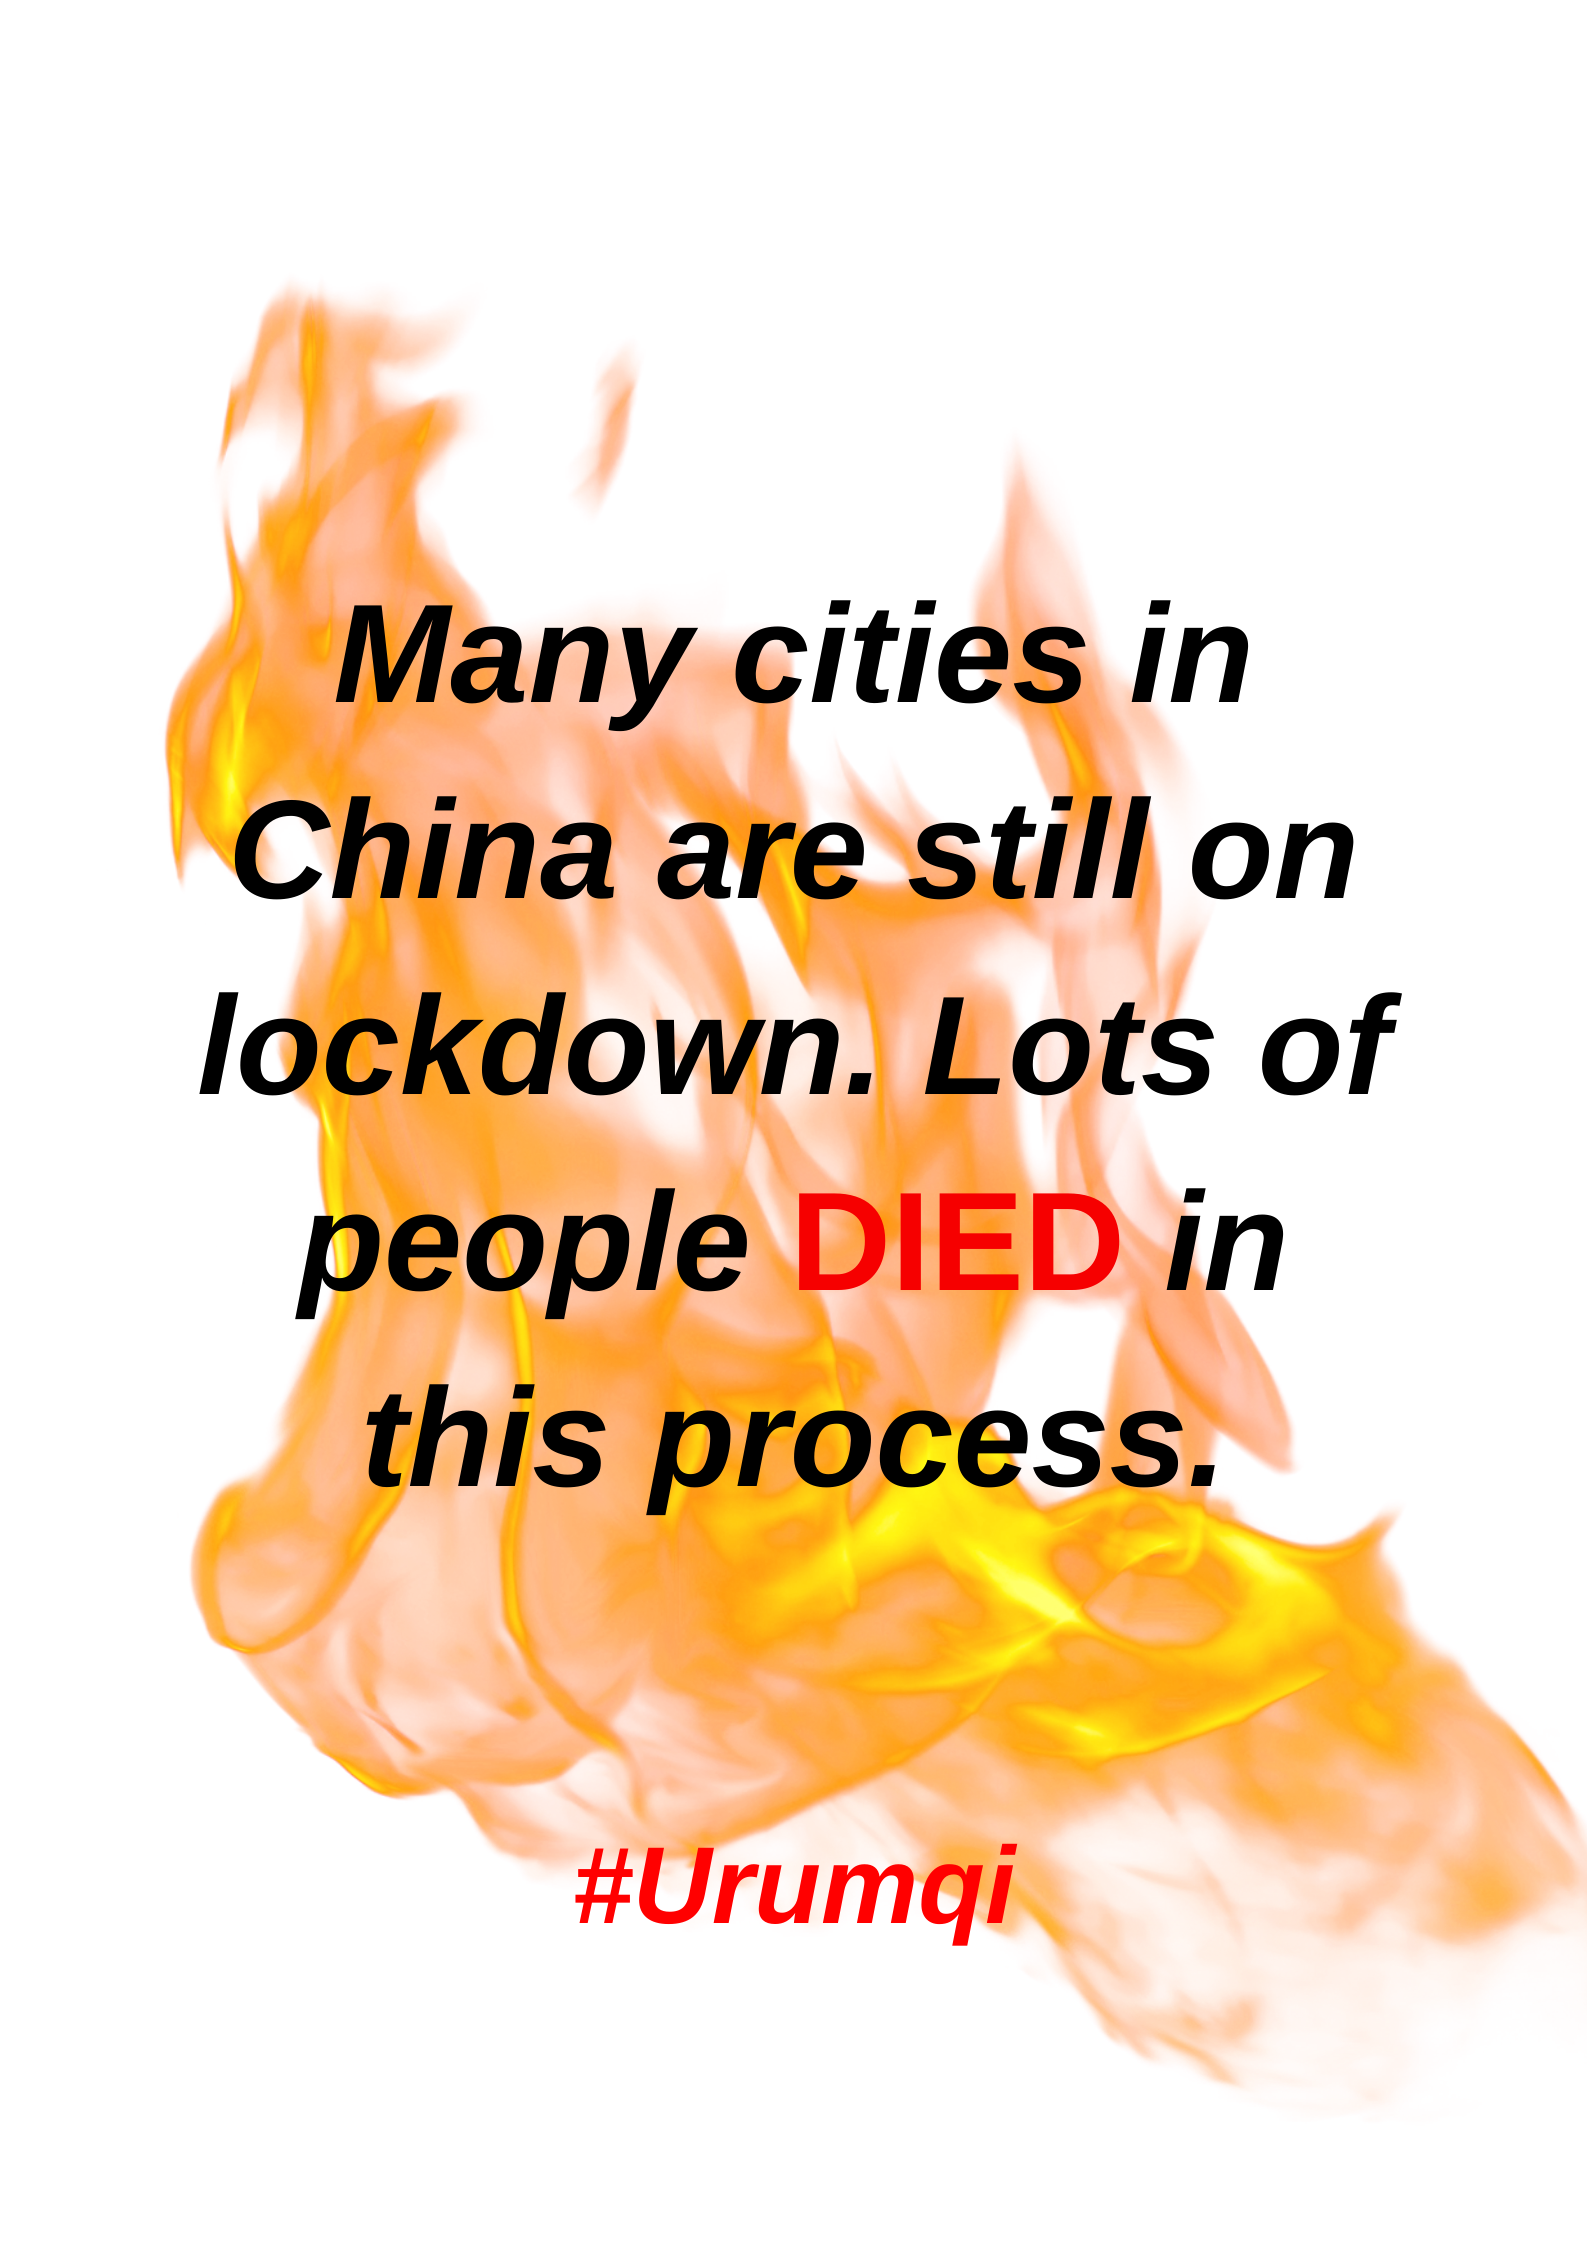 Many cities in
China are still on
lockdown. Lots of
people DIED in
this process.
#Urumqi